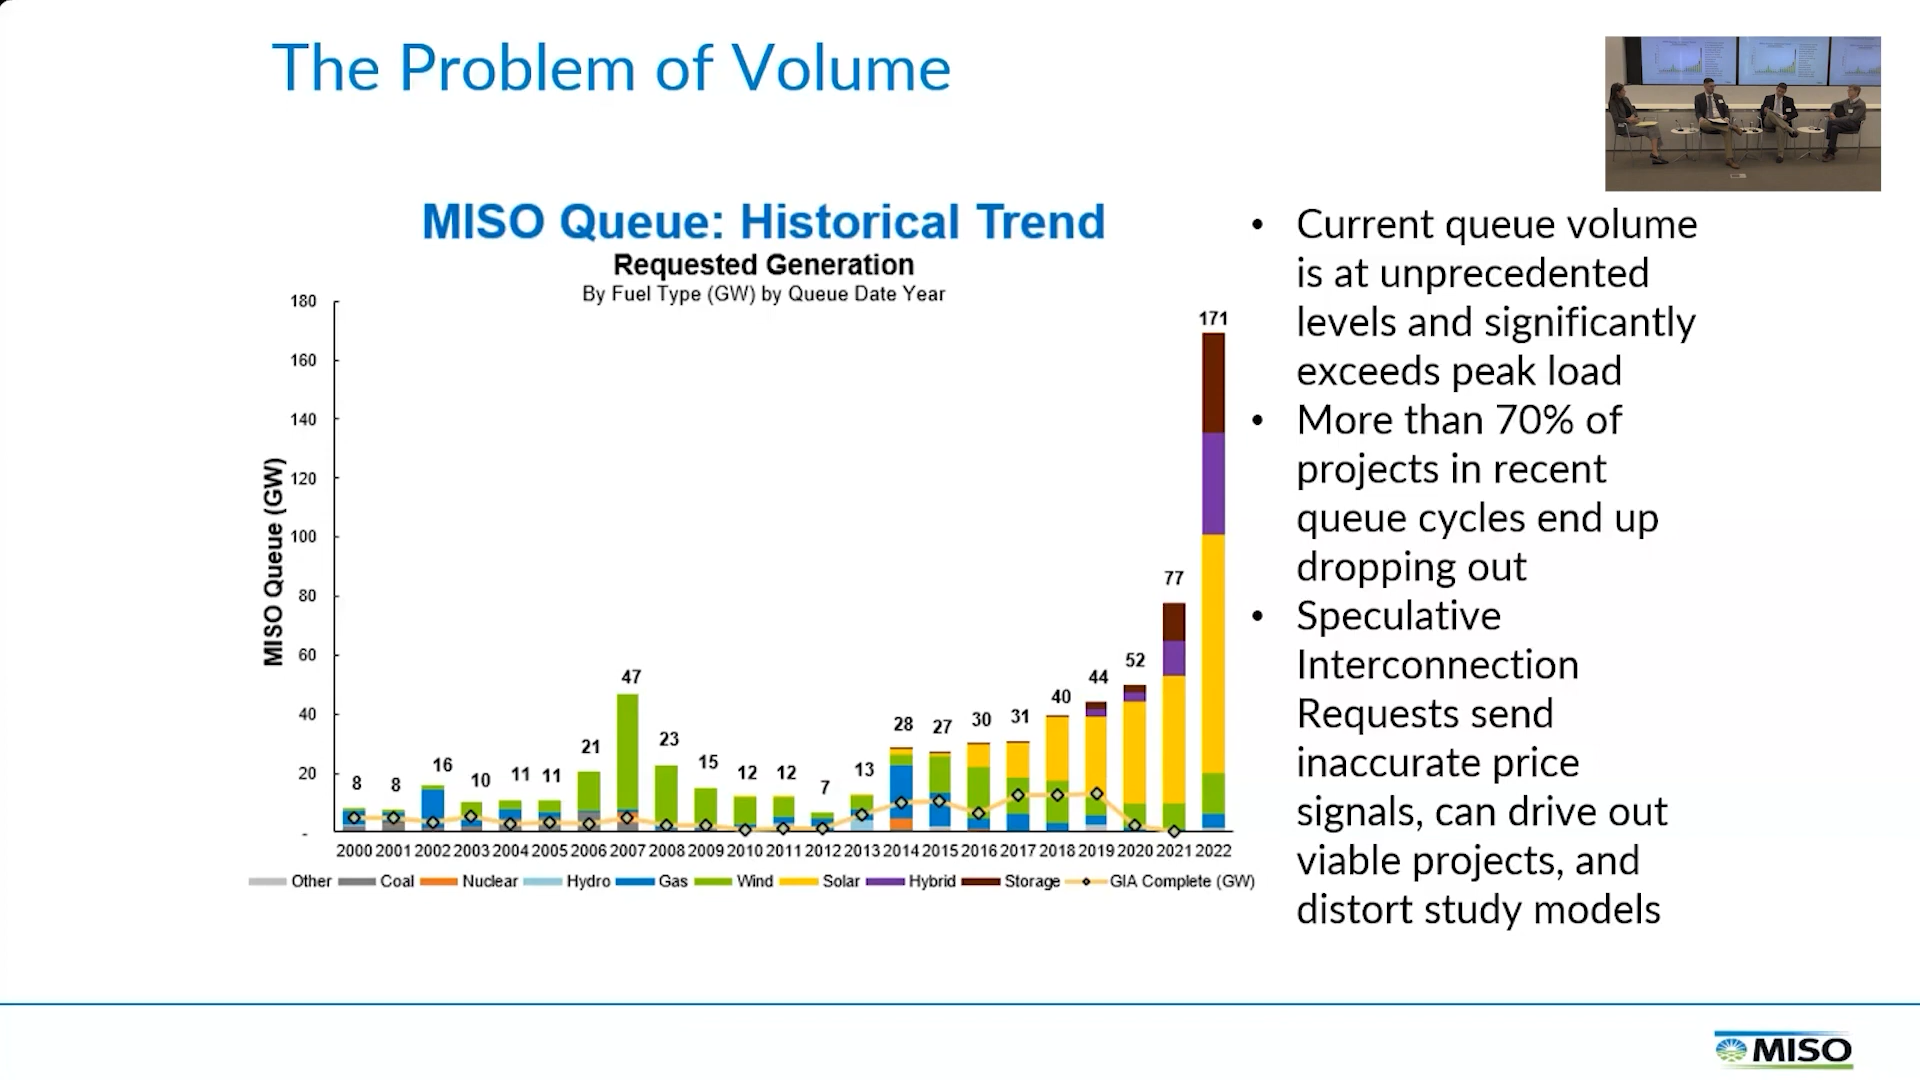 The Problem of Volume
MISO Queue: Historical Trend
Requested Generation
By Fuel Type (GW) by Queue Date Year
MISO Queue (GW)
180
160
140
120
100
80
60
40
20
-
8
8
16
10
11
11
21
47
23
15
12
12
7
13
28
27
30
31
40
44
52
77
171
2000 2001 2002 2003 2004 2005 2006 2007 2008 2009 2010 2011 2012 2013 2014 2015 2016 2017 2018 2019 2020 2021 2022
Other Coal Nuclear Hydro Gas Wind Solar Hybrid Storage GIA Complete (GW)
• Current queue volume
is at unprecedented
levels and significantly
exceeds peak load
• More than 70% of
projects in recent
queue cycles end up
dropping out
• Speculative
Interconnection
Requests send
inaccurate price
signals, can drive out
viable projects, and
distort study models
MISO